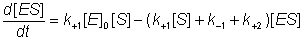 d[ES]/dt = k₊₁[E]₀[S] − (k₊₁[S] + k₋₁ + k₊₂)[ES]